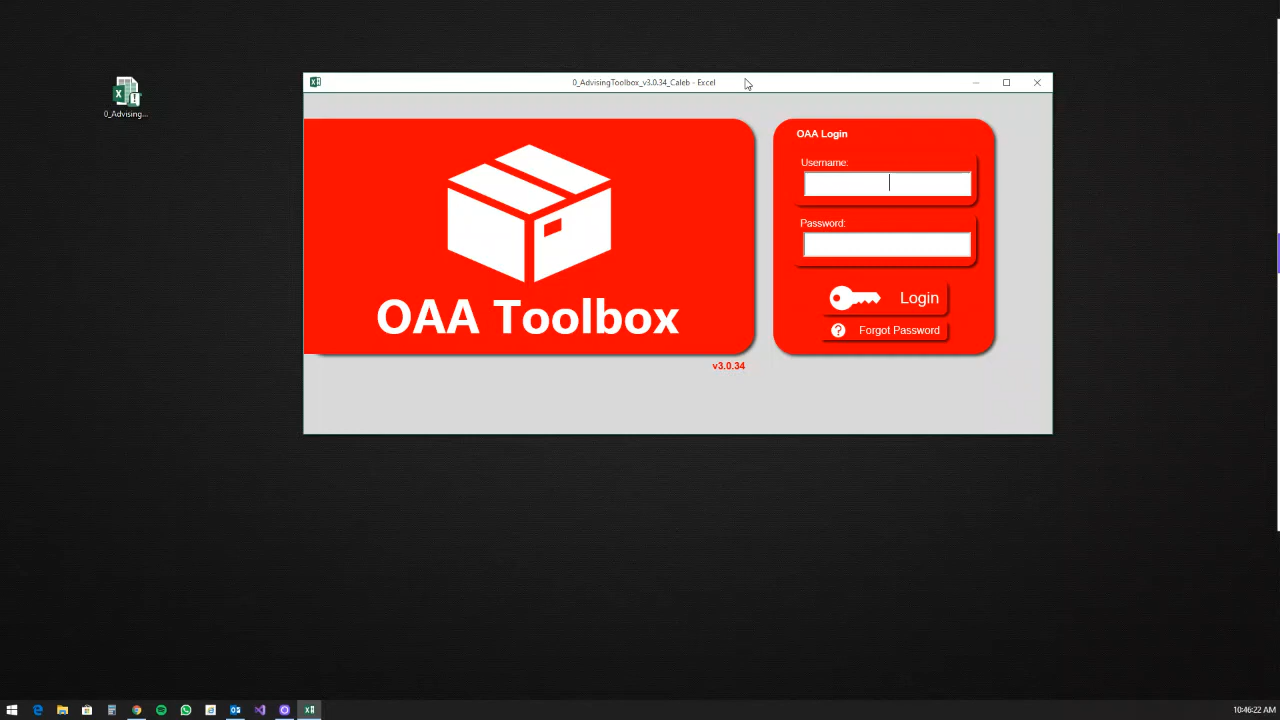 0_AdvisingToolbox_v3.0.34_Caleb - Excel
0_Advising...
OAA Toolbox
v3.0.34
OAA Login
Username:
Password:
Login
Forgot Password
10:46:22 AM